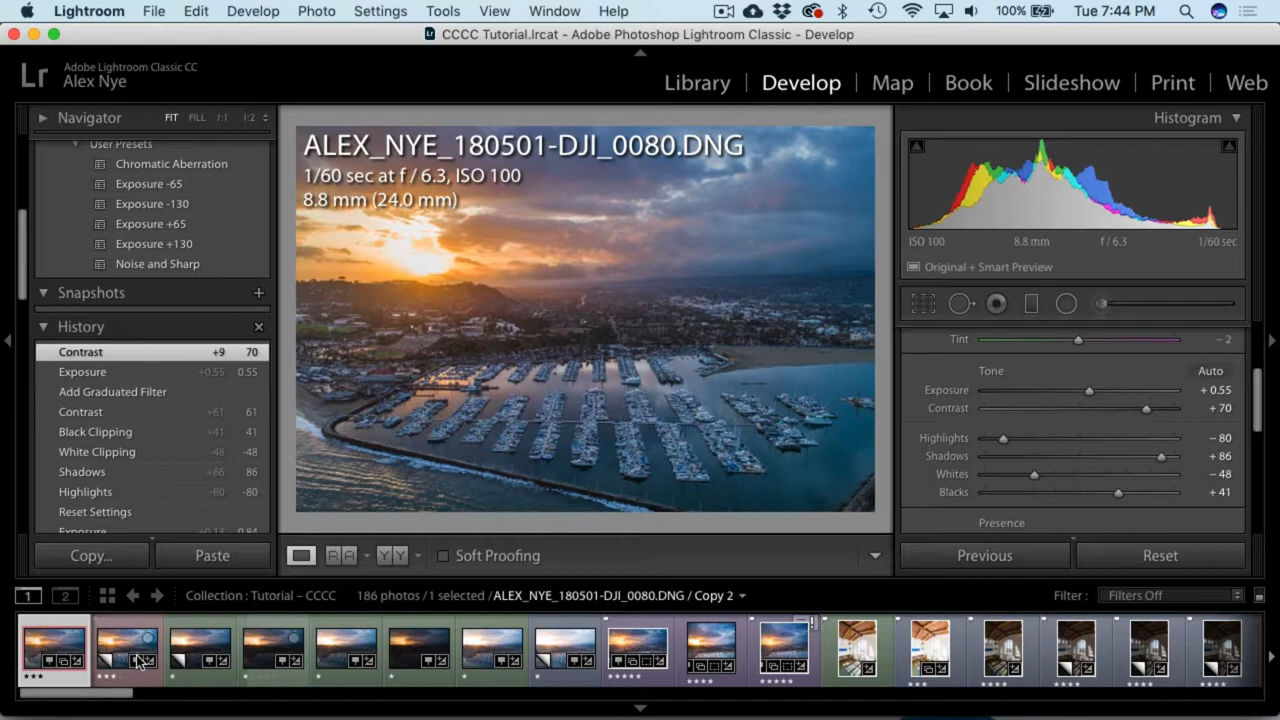 Lightroom File Edit Develop Photo Settings Tools View Window Help 100% Tue 7:44 PM
CCCC Tutorial.lrcat - Adobe Photoshop Lightroom Classic - Develop
Lr Adobe Lightroom Classic CC
Alex Nye
Library | Develop | Map | Book | Slideshow | Print | Web
Navigator FIT FILL 1:1 1:2
User Presets
Chromatic Aberration
Exposure -65
Exposure -130
Exposure +65
Exposure +130
Noise and Sharp
Snapshots +
History
Contrast +9 70
Exposure +0.55 0.55
Add Graduated Filter
Contrast +61 61
Black Clipping +41 41
White Clipping -48 -48
Shadows +86 86
Highlights -80 -80
Reset Settings
Exposure +0.13 0.84
Copy... Paste
ALEX_NYE_180501-DJI_0080.DNG
1/60 sec at f / 6.3, ISO 100
8.8 mm (24.0 mm)
R A Y Y Soft Proofing
Histogram
ISO 100 8.8 mm f / 6.3 1/60 sec
Original + Smart Preview
Tint - 2
Tone Auto
Exposure + 0.55
Contrast + 70
Highlights - 80
Shadows + 86
Whites - 48
Blacks + 41
Presence
Previous Reset
1 2 Collection : Tutorial – CCCC 186 photos / 1 selected / ALEX_NYE_180501-DJI_0080.DNG / Copy 2 Filter : Filters Off